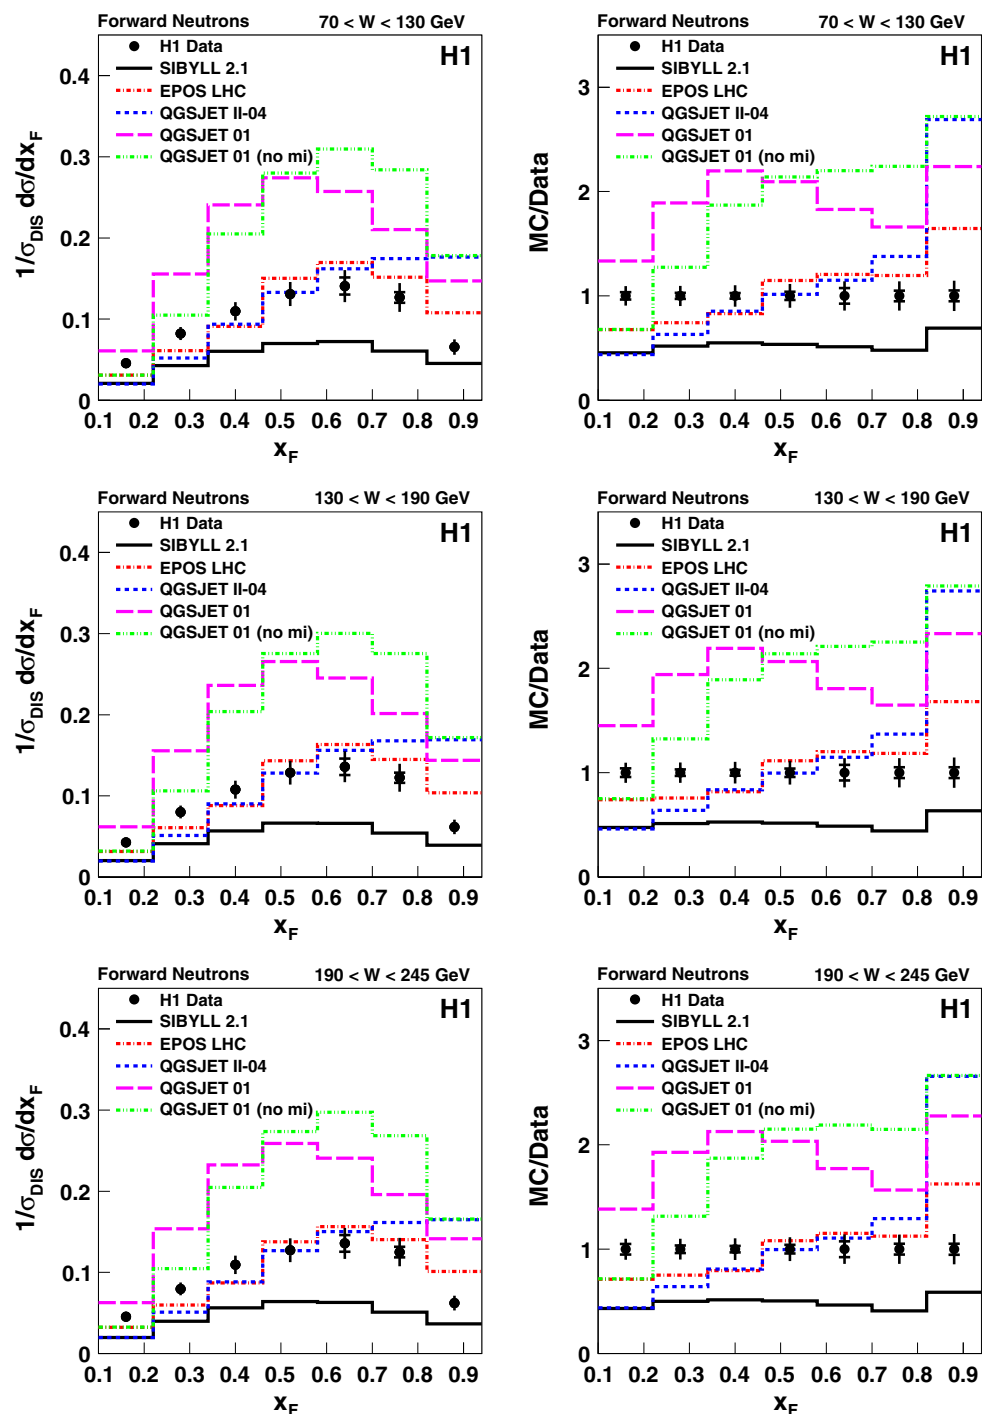 Forward Neutrons 70 < W < 130 GeV
H1
H1 Data
SIBYLL 2.1
EPOS LHC
QGSJET II-04
QGSJET 01
QGSJET 01 (no mi)
1/σDIS dσ/dxF
0.4
0.3
0.2
0.1
0
0.1 0.2 0.3 0.4 0.5 0.6 0.7 0.8 0.9
xF
Forward Neutrons 70 < W < 130 GeV
H1
H1 Data
SIBYLL 2.1
EPOS LHC
QGSJET II-04
QGSJET 01
QGSJET 01 (no mi)
MC/Data
3
2
1
0
0.1 0.2 0.3 0.4 0.5 0.6 0.7 0.8 0.9
xF
Forward Neutrons 130 < W < 190 GeV
H1
H1 Data
SIBYLL 2.1
EPOS LHC
QGSJET II-04
QGSJET 01
QGSJET 01 (no mi)
1/σDIS dσ/dxF
0.4
0.3
0.2
0.1
0
0.1 0.2 0.3 0.4 0.5 0.6 0.7 0.8 0.9
xF
Forward Neutrons 130 < W < 190 GeV
H1
H1 Data
SIBYLL 2.1
EPOS LHC
QGSJET II-04
QGSJET 01
QGSJET 01 (no mi)
MC/Data
3
2
1
0
0.1 0.2 0.3 0.4 0.5 0.6 0.7 0.8 0.9
xF
Forward Neutrons 190 < W < 245 GeV
H1
H1 Data
SIBYLL 2.1
EPOS LHC
QGSJET II-04
QGSJET 01
QGSJET 01 (no mi)
1/σDIS dσ/dxF
0.4
0.3
0.2
0.1
0
0.1 0.2 0.3 0.4 0.5 0.6 0.7 0.8 0.9
xF
Forward Neutrons 190 < W < 245 GeV
H1
H1 Data
SIBYLL 2.1
EPOS LHC
QGSJET II-04
QGSJET 01
QGSJET 01 (no mi)
MC/Data
3
2
1
0
0.1 0.2 0.3 0.4 0.5 0.6 0.7 0.8 0.9
xF